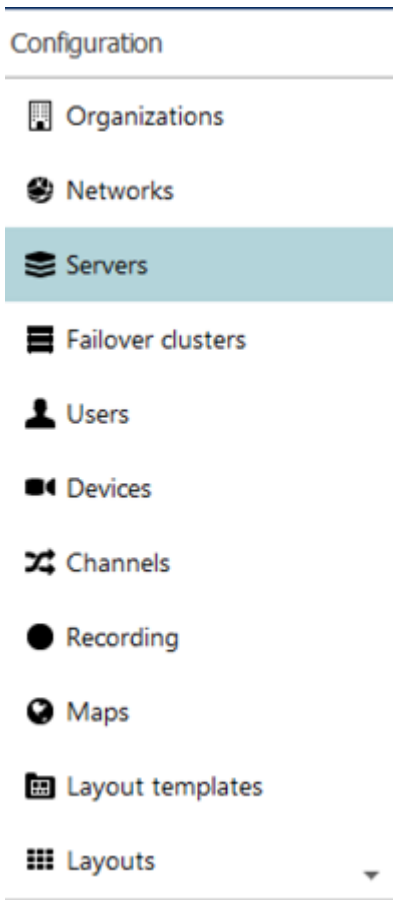 Configuration
Organizations
Networks
Servers
Failover clusters
Users
Devices
Channels
Recording
Maps
Layout templates
Layouts